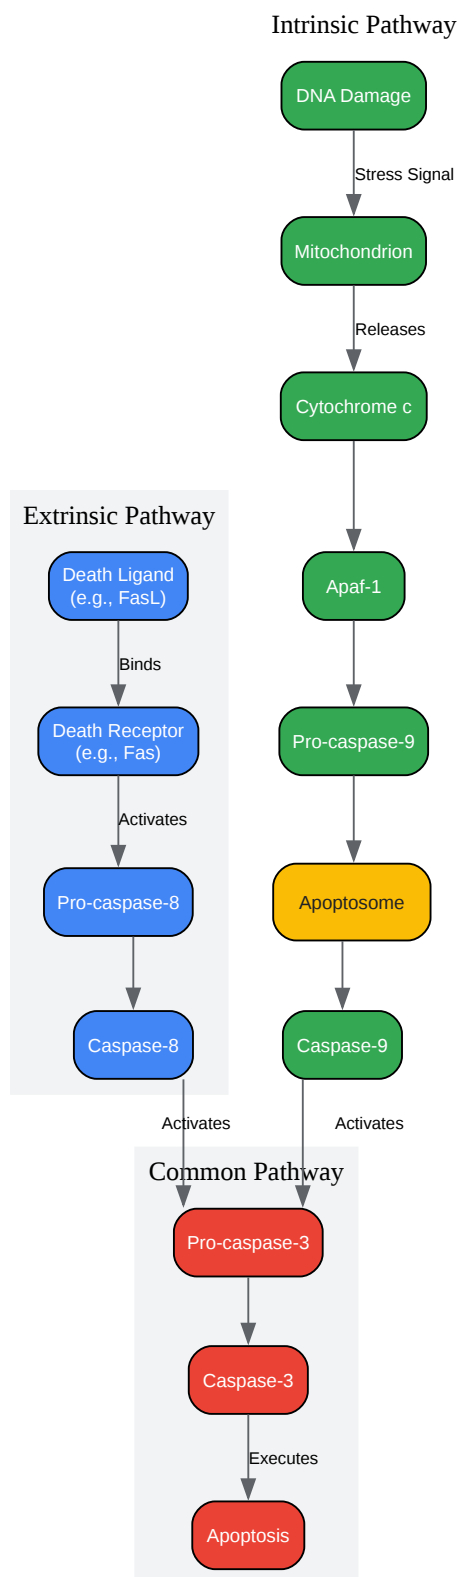 Intrinsic Pathway
DNA Damage
Stress Signal
Mitochondrion
Releases
Cytochrome c
Extrinsic Pathway
Death Ligand
(e.g., FasL)
Apaf-1
Binds
Death Receptor
(e.g., Fas)
Pro-caspase-9
Activates
Pro-caspase-8
Apoptosome
Caspase-8
Caspase-9
Activates
Activates
Common Pathway
Pro-caspase-3
Caspase-3
Executes
Apoptosis